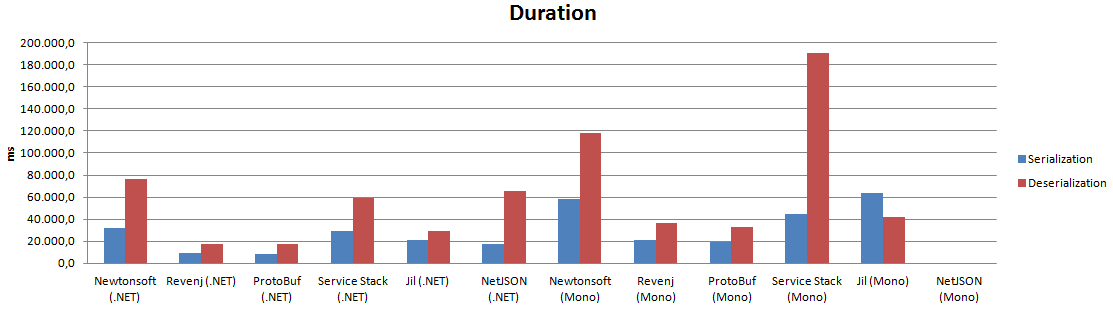 Duration
200.000,0
180.000,0
160.000,0
140.000,0
120.000,0
100.000,0
80.000,0
60.000,0
40.000,0
20.000,0
0,0
ms
Newtonsoft
(.NET)
Revenj (.NET)
ProtoBuf
(.NET)
Service Stack
(.NET)
Jil (.NET)
NetJSON
(.NET)
Newtonsoft
(Mono)
Revenj
(Mono)
ProtoBuf
(Mono)
Service Stack
(Mono)
Jil (Mono)
NetJSON
(Mono)
Serialization
Deserialization